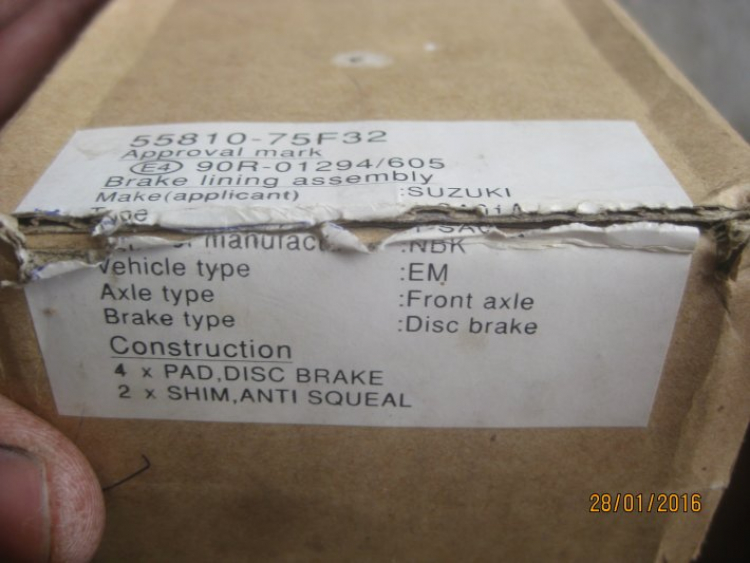 55810-75F32
Approval mark
E4 90R-01294/605
Brake lining assembly
Make(applicant) :SUZUKI
Type
:NBK
Vehicle type :EM
Axle type :Front axle
Brake type :Disc brake
Construction
4 x PAD,DISC BRAKE
2 x SHIM,ANTI SQUEAL
28/01/2016